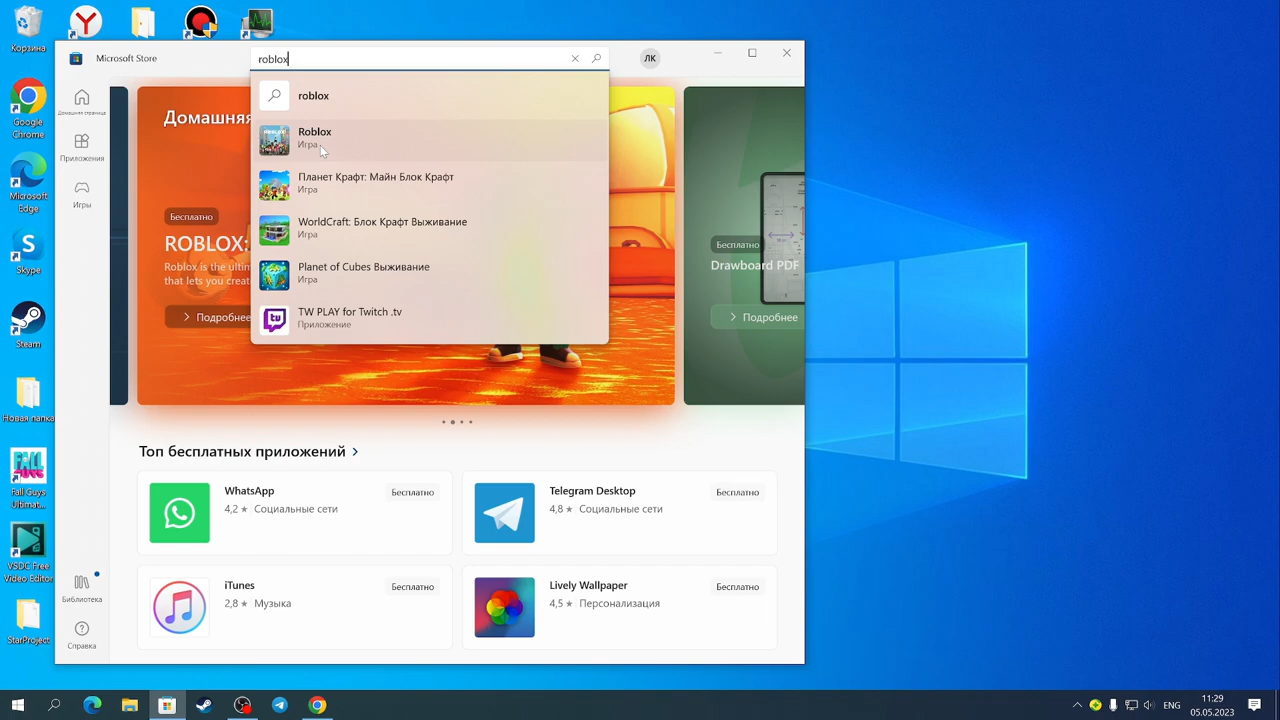 Корзина
Google
Chrome
Microsoft
Edge
Skype
Steam
Новая папка
Fall Guys
Ultimat...
VSDC Free
Video Editor
StarProject
Microsoft Store
roblox
ЛК
Домашняя страница
Приложения
Игры
Библиотека
Справка
roblox
Roblox
Игра
Планет Крафт: Майн Блок Крафт
Игра
WorldCraft: Блок Крафт Выживание
Игра
Planet of Cubes Выживание
Игра
TW PLAY for Twitch .tv
Приложение
Домашняя
Бесплатно
ROBLOX:
Roblox is the
that lets you
Подробнее
Бесплатно
Drawboard PDF
Подробнее
Топ бесплатных приложений
WhatsApp
Бесплатно
4,2 ★ Социальные сети
Telegram Desktop
Бесплатно
4,8 ★ Социальные сети
iTunes
Бесплатно
2,8 ★ Музыка
Lively Wallpaper
Бесплатно
4,5 ★ Персонализация
11:29
05.05.2023